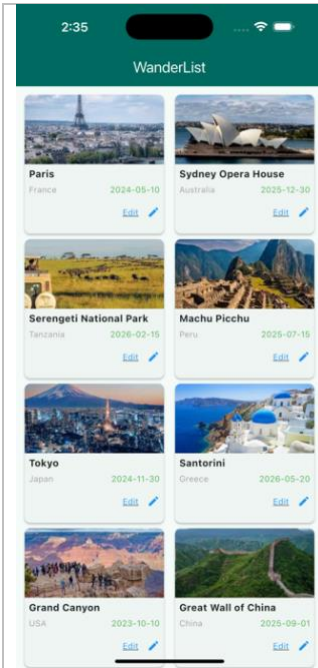 2:35
WanderList
Paris
France 2024-05-10
Edit
Sydney Opera House
Australia 2025-12-30
Edit
Serengeti National Park
Tanzania 2026-02-15
Edit
Machu Picchu
Peru 2025-07-15
Edit
Tokyo
Japan 2024-11-30
Edit
Santorini
Greece 2026-05-20
Edit
Grand Canyon
USA 2023-10-10
Edit
Great Wall of China
China 2025-09-01
Edit